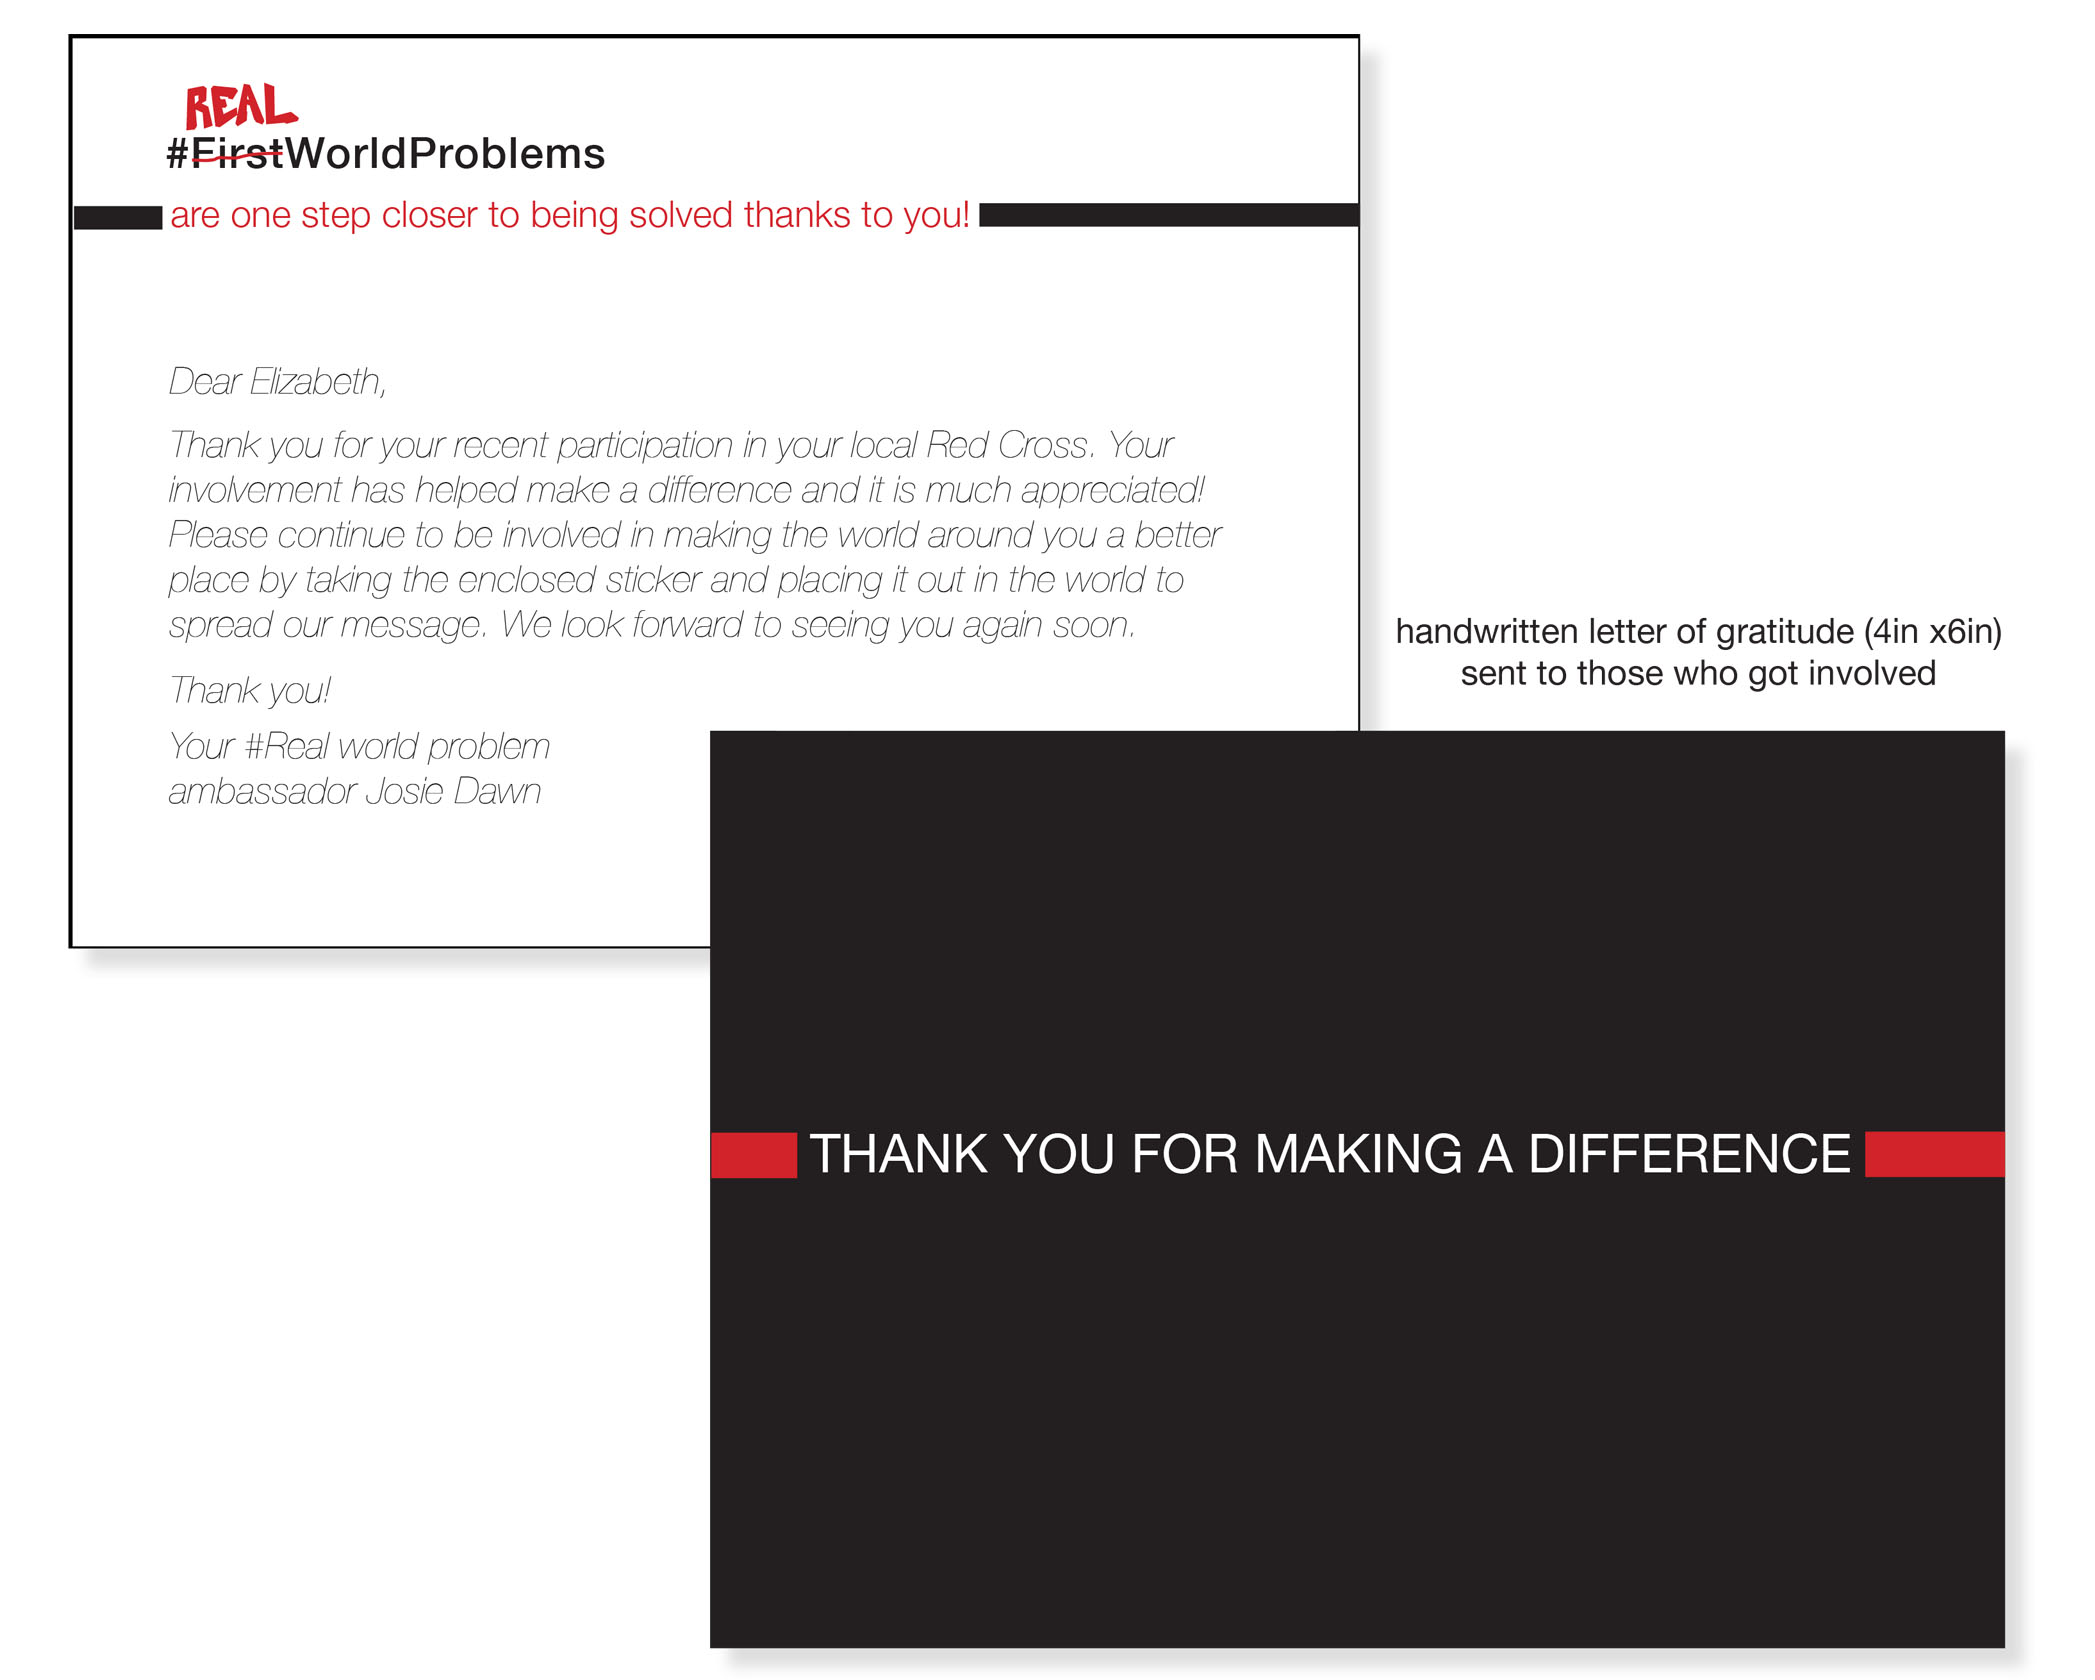 REAL
#FirstWorldProblems
are one step closer to being solved thanks to you!
Dear Elizabeth,
Thank you for your recent participation in your local Red Cross. Your
involvement has helped make a difference and it is much appreciated!
Please continue to be involved in making the world around you a better
place by taking the enclosed sticker and placing it out in the world to
spread our message. We look forward to seeing you again soon.
Thank you!
Your #Real world problem
ambassador Josie Dawn
handwritten letter of gratitude (4in x6in)
sent to those who got involved
THANK YOU FOR MAKING A DIFFERENCE